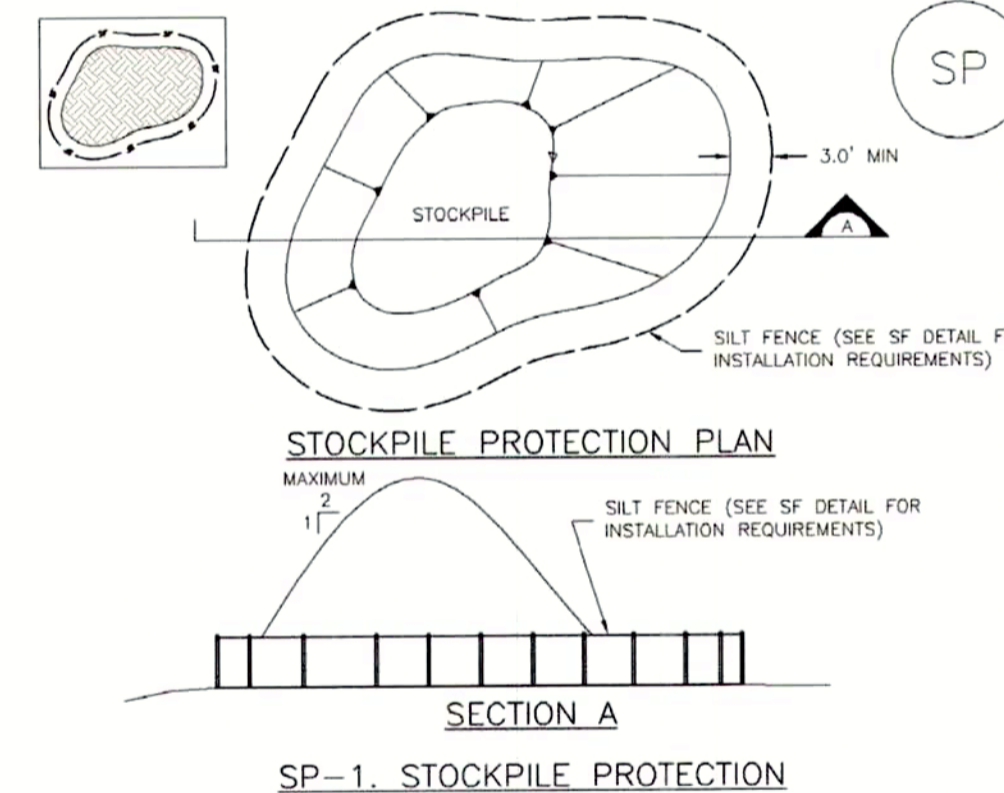 SP
3.0' MIN
STOCKPILE
A
SILT FENCE (SEE SF DETAIL F
INSTALLATION REQUIREMENTS)
STOCKPILE PROTECTION PLAN
MAXIMUM
2
1
SILT FENCE (SEE SF DETAIL FOR
INSTALLATION REQUIREMENTS)
SECTION A
SP-1. STOCKPILE PROTECTION